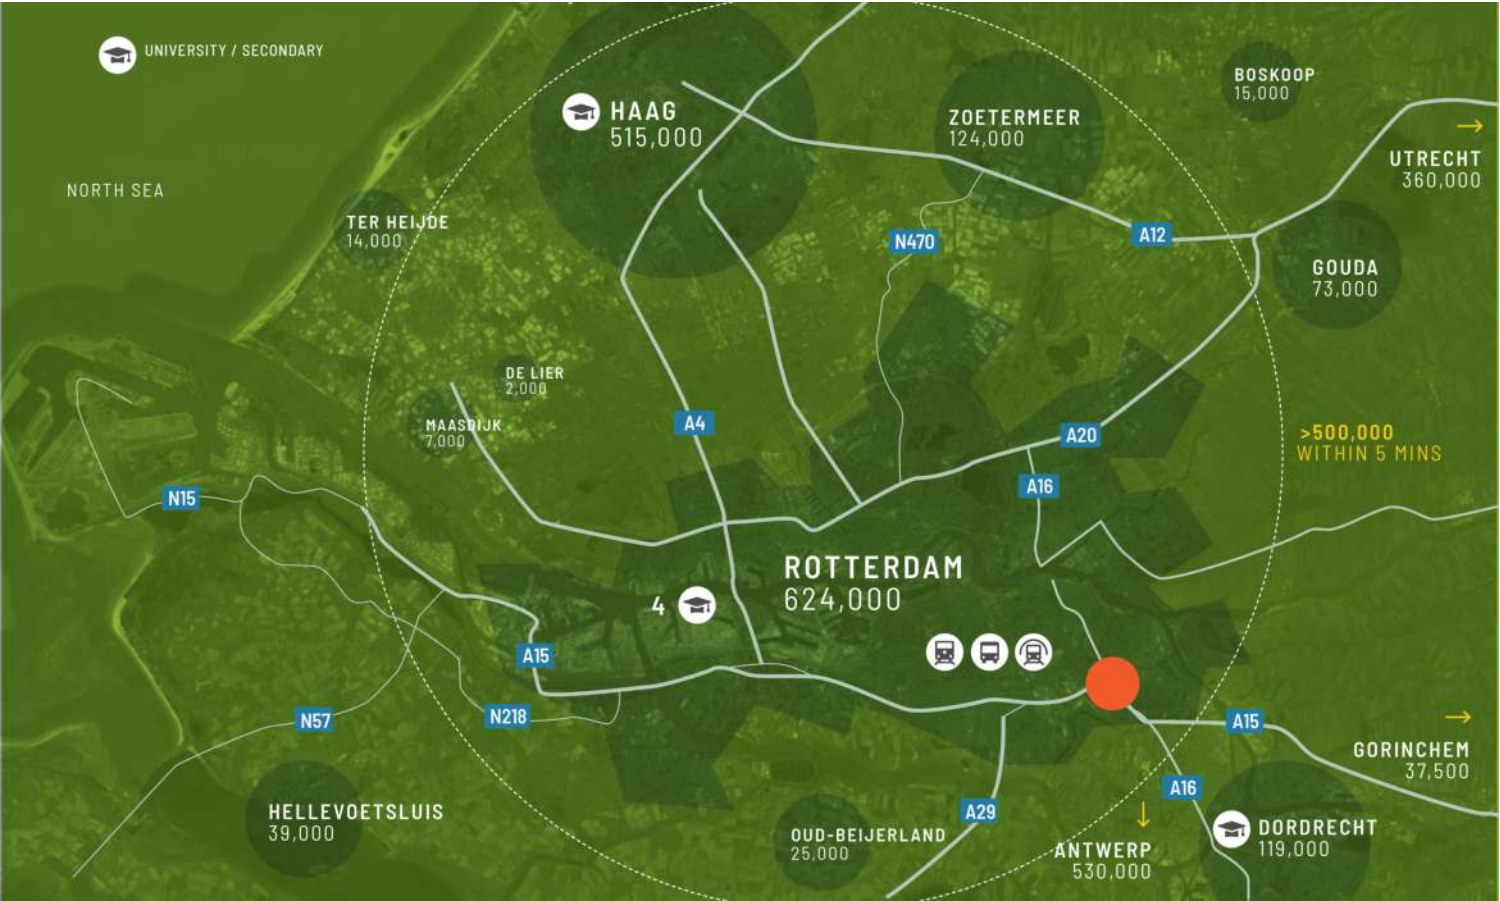 UNIVERSITY / SECONDARY
NORTH SEA
HAAG
515,000
ZOETERMEER
124,000
BOSKOOP
15,000
UTRECHT
360,000
TER HEIJDE
14,000
N470
A12
GOUDA
73,000
DE LIER
2,000
MAASDIJK
7,000
A4
A20
>500,000
WITHIN 5 MINS
N15
A16
ROTTERDAM
624,000
4
A15
N57
N218
A15
GORINCHEM
37,500
A16
A29
HELLEVOETSLUIS
39,000
OUD-BEIJERLAND
25,000
ANTWERP
530,000
DORDRECHT
119,000